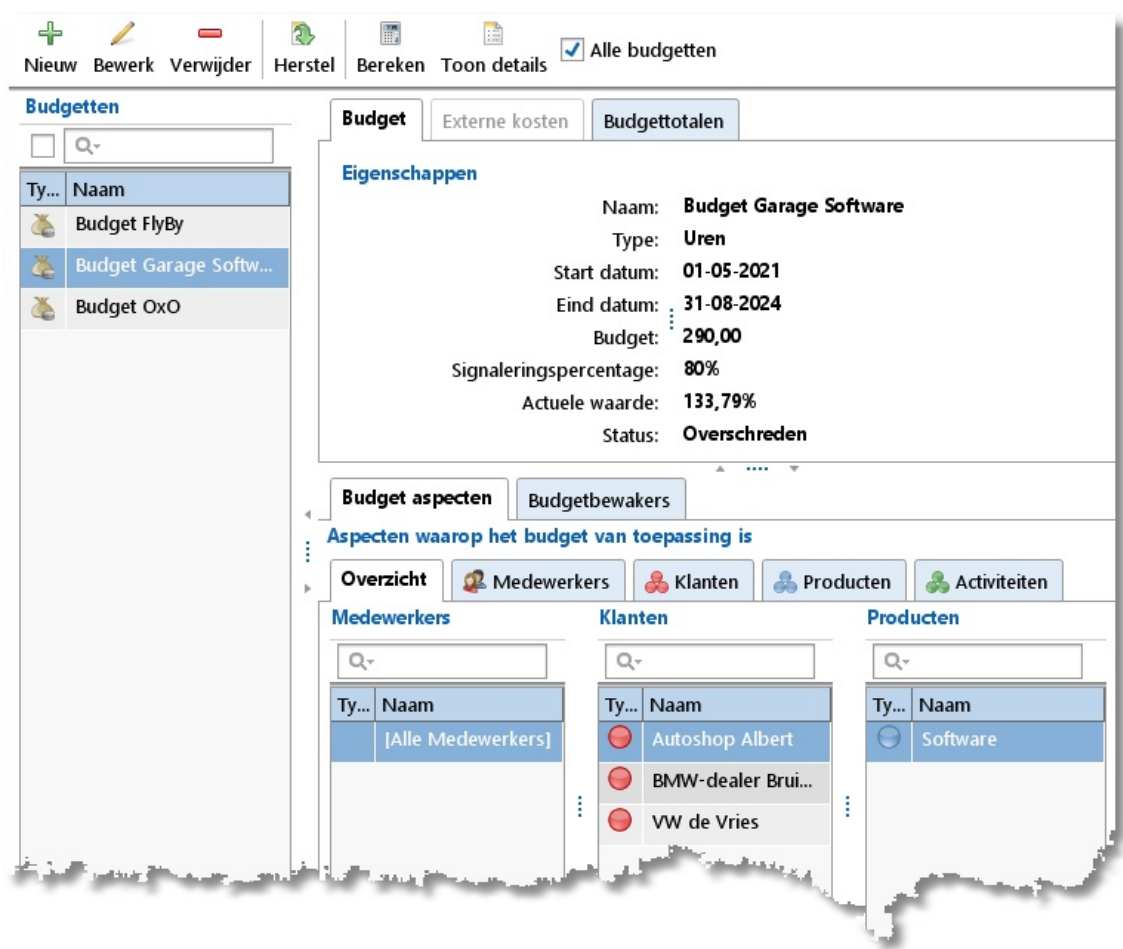 Nieuw Bewerk Verwijder Herstel Bereken Toon details Alle budgetten
Budgetten
Ty... Naam
Budget FlyBy
Budget Garage Softw...
Budget OxO
Budget Externe kosten Budgettotalen
Eigenschappen
Naam: Budget Garage Software
Type: Uren
Start datum: 01-05-2021
Eind datum: 31-08-2024
Budget: 290,00
Signaleringspercentage: 80%
Actuele waarde: 133,79%
Status: Overschreden
Budget aspecten Budgetbewakers
Aspecten waarop het budget van toepassing is
Overzicht Medewerkers Klanten Producten Activiteiten
Medewerkers
Ty... Naam
[Alle Medewerkers]
Klanten
Ty... Naam
Autoshop Albert
BMW-dealer Brui...
VW de Vries
Producten
Ty... Naam
Software